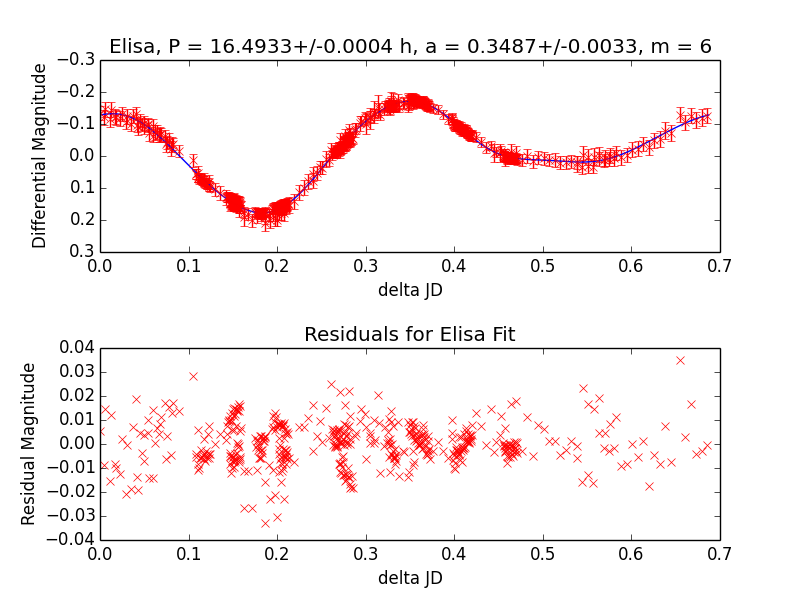 Elisa, P = 16.4933+/-0.0004 h, a = 0.3487+/-0.0033, m = 6
Differential Magnitude
−0.3
−0.2
−0.1
0.0
0.1
0.2
0.3
0.0 0.1 0.2 0.3 0.4 0.5 0.6 0.7
delta JD
Residuals for Elisa Fit
Residual Magnitude
0.04
0.03
0.02
0.01
0.00
−0.01
−0.02
−0.03
−0.04
0.0 0.1 0.2 0.3 0.4 0.5 0.6 0.7
delta JD